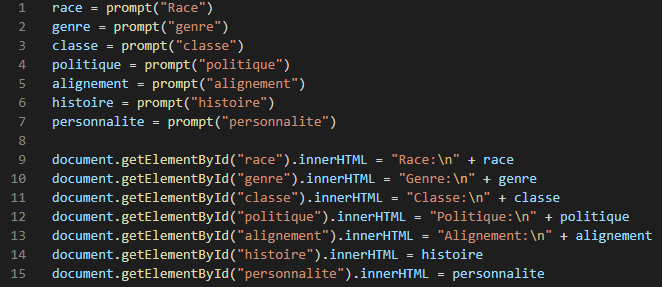 1 race = prompt("Race")
2 genre = prompt("genre")
3 classe = prompt("classe")
4 politique = prompt("politique")
5 alignement = prompt("alignement")
6 histoire = prompt("histoire")
7 personnalite = prompt("personnalite")
8
9 document.getElementById("race").innerHTML = "Race:\n" + race
10 document.getElementById("genre").innerHTML = "Genre:\n" + genre
11 document.getElementById("classe").innerHTML = "Classe:\n" + classe
12 document.getElementById("politique").innerHTML = "Politique:\n" + politique
13 document.getElementById("alignement").innerHTML = "Alignement:\n" + alignement
14 document.getElementById("histoire").innerHTML = histoire
15 document.getElementById("personnalite").innerHTML = personnalite